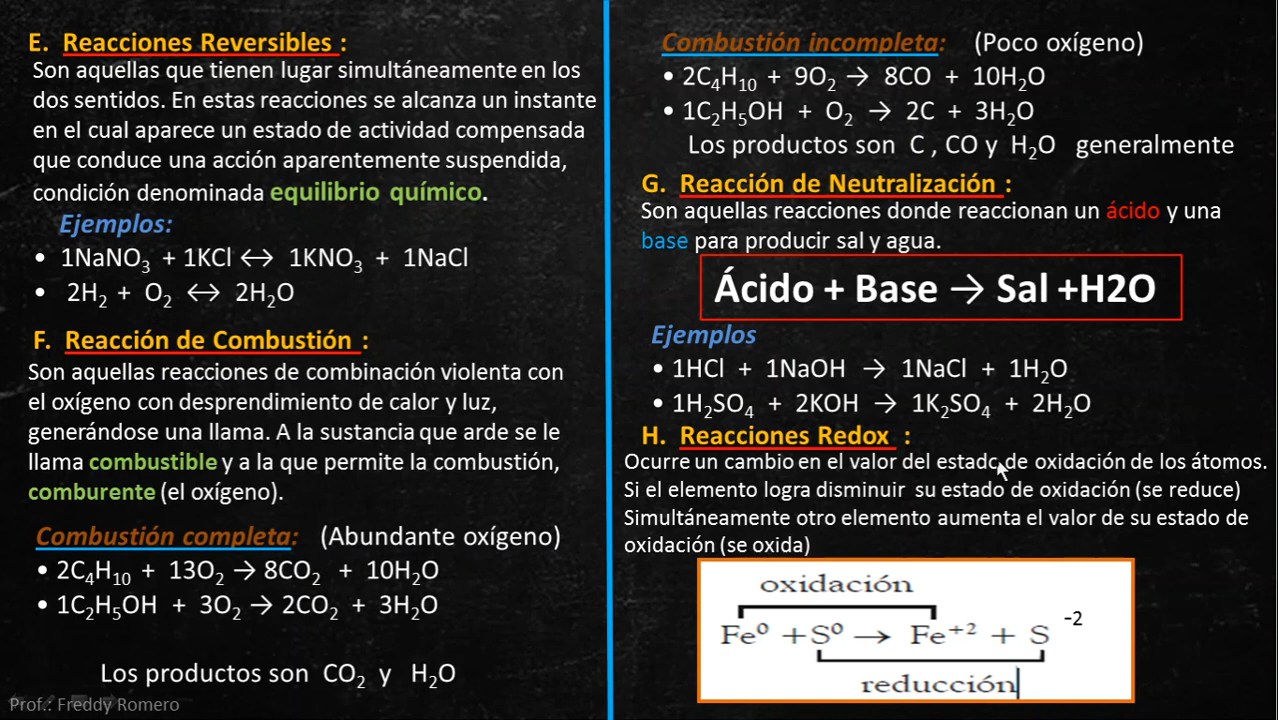 E. Reacciones Reversibles :
Son aquellas que tienen lugar simultáneamente en los
dos sentidos. En estas reacciones se alcanza un instante
en el cual aparece un estado de actividad compensada
que conduce una acción aparentemente suspendida,
condición denominada equilibrio químico.
Ejemplos:
• 1NaNO₃ + 1KCl ↔ 1KNO₃ + 1NaCl
• 2H₂ + O₂ ↔ 2H₂O
F. Reacción de Combustión :
Son aquellas reacciones de combinación violenta con
el oxígeno con desprendimiento de calor y luz,
generándose una llama. A la sustancia que arde se le
llama combustible y a la que permite la combustión,
comburente (el oxígeno).
Combustión completa: (Abundante oxígeno)
• 2C₄H₁₀ + 13O₂ → 8CO₂ + 10H₂O
• 1C₂H₅OH + 3O₂ → 2CO₂ + 3H₂O
Los productos son CO₂ y H₂O
Prof.: Freddy Romero
Combustión incompleta: (Poco oxígeno)
• 2C₄H₁₀ + 9O₂ → 8CO + 10H₂O
• 1C₂H₅OH + O₂ → 2C + 3H₂O
Los productos son C , CO y H₂O generalmente
G. Reacción de Neutralización :
Son aquellas reacciones donde reaccionan un ácido y una
base para producir sal y agua.
Ácido + Base → Sal +H2O
Ejemplos
• 1HCl + 1NaOH → 1NaCl + 1H₂O
• 1H₂SO₄ + 2KOH → 1K₂SO₄ + 2H₂O
H. Reacciones Redox :
Ocurre un cambio en el valor del estado de oxidación de los átomos.
Si el elemento logra disminuir su estado de oxidación (se reduce)
Simultáneamente otro elemento aumenta el valor de su estado de
oxidación (se oxida)
oxidación
Fe⁰ + S⁰ → Fe⁺² + S ⁻²
reducción